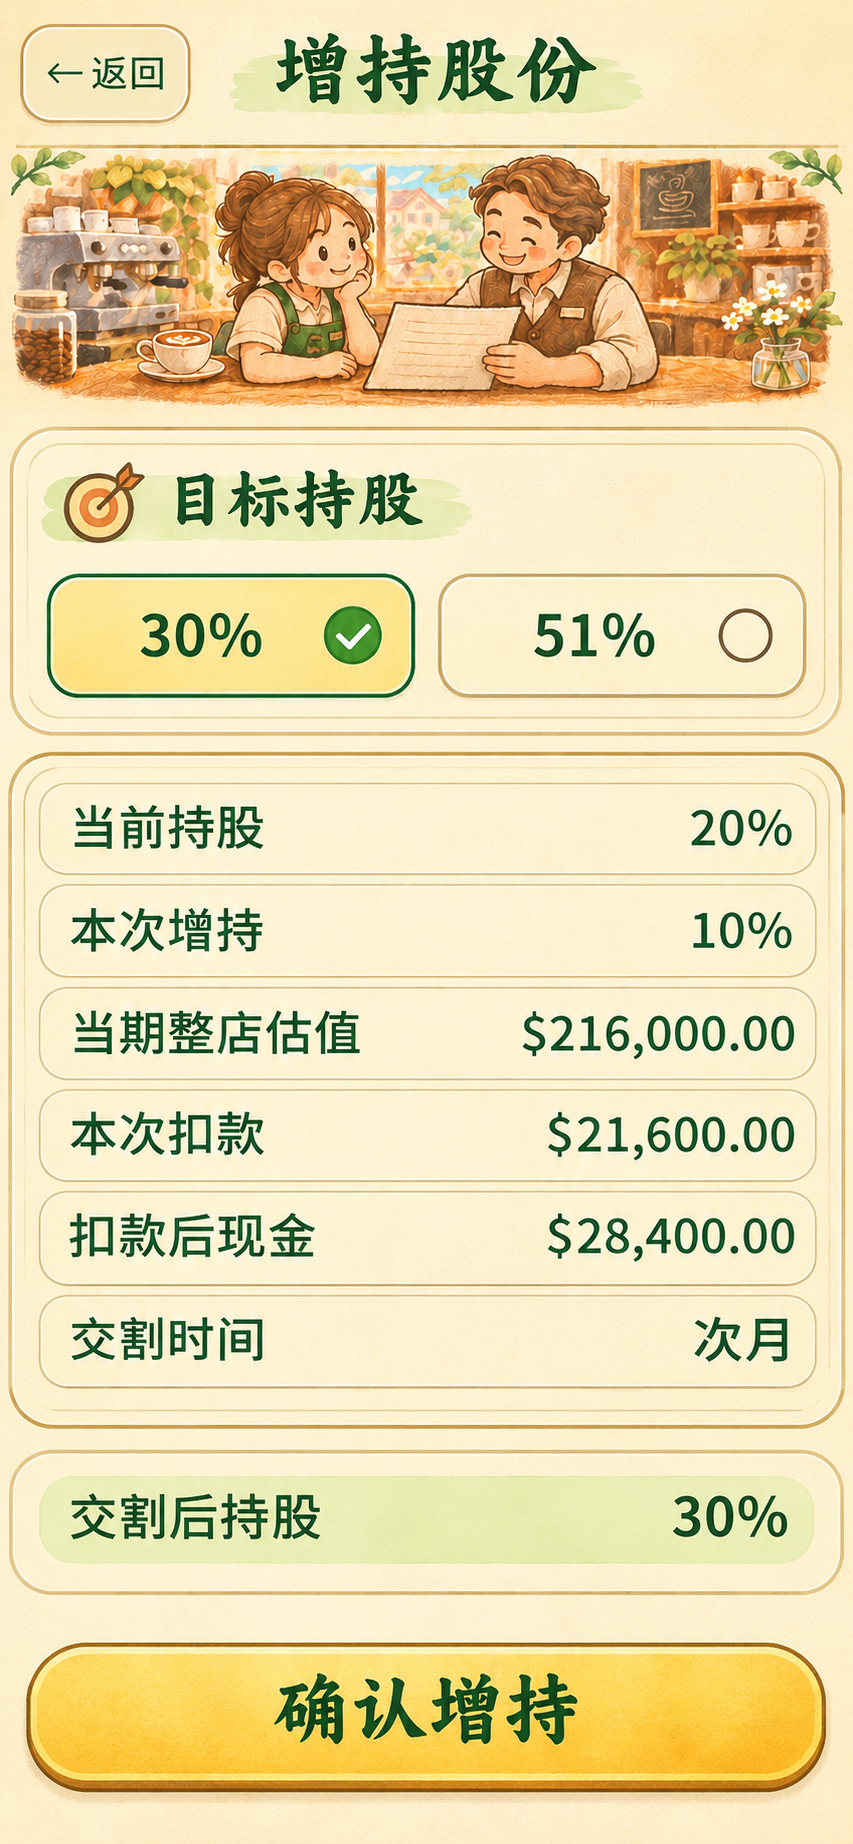 ← 返回
增持股份
目标持股
30%
51%
当前持股 20%
本次增持 10%
当期整店估值 $216,000.00
本次扣款 $21,600.00
扣款后现金 $28,400.00
交割时间 次月
交割后持股 30%
确认增持